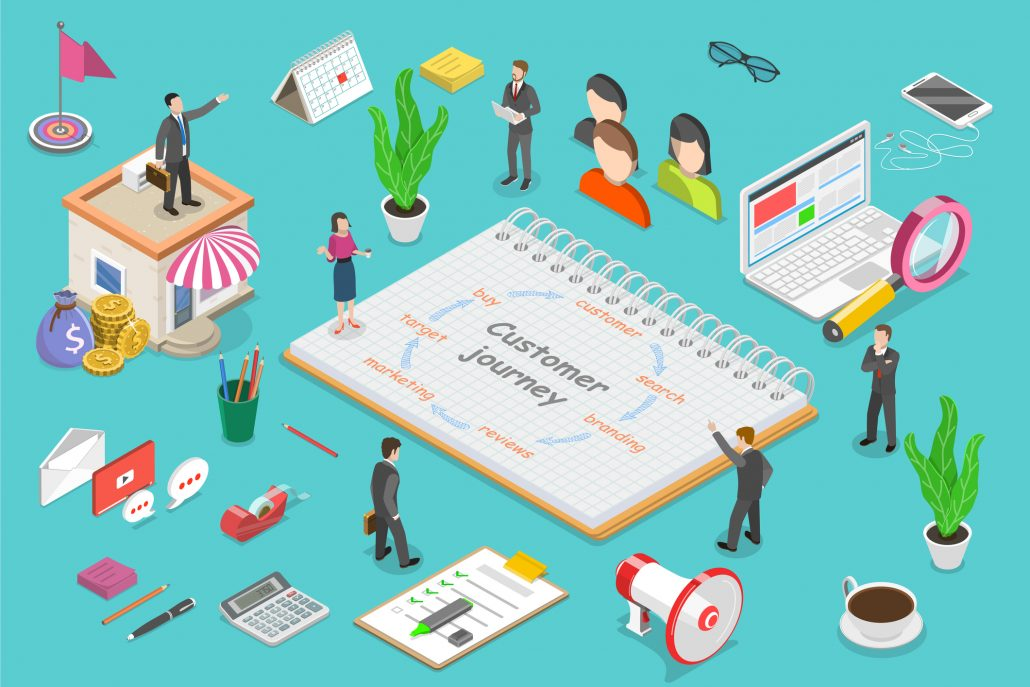 Customer
journey
customer
search
branding
reviews
marketing
target
buy
$
$
$
$